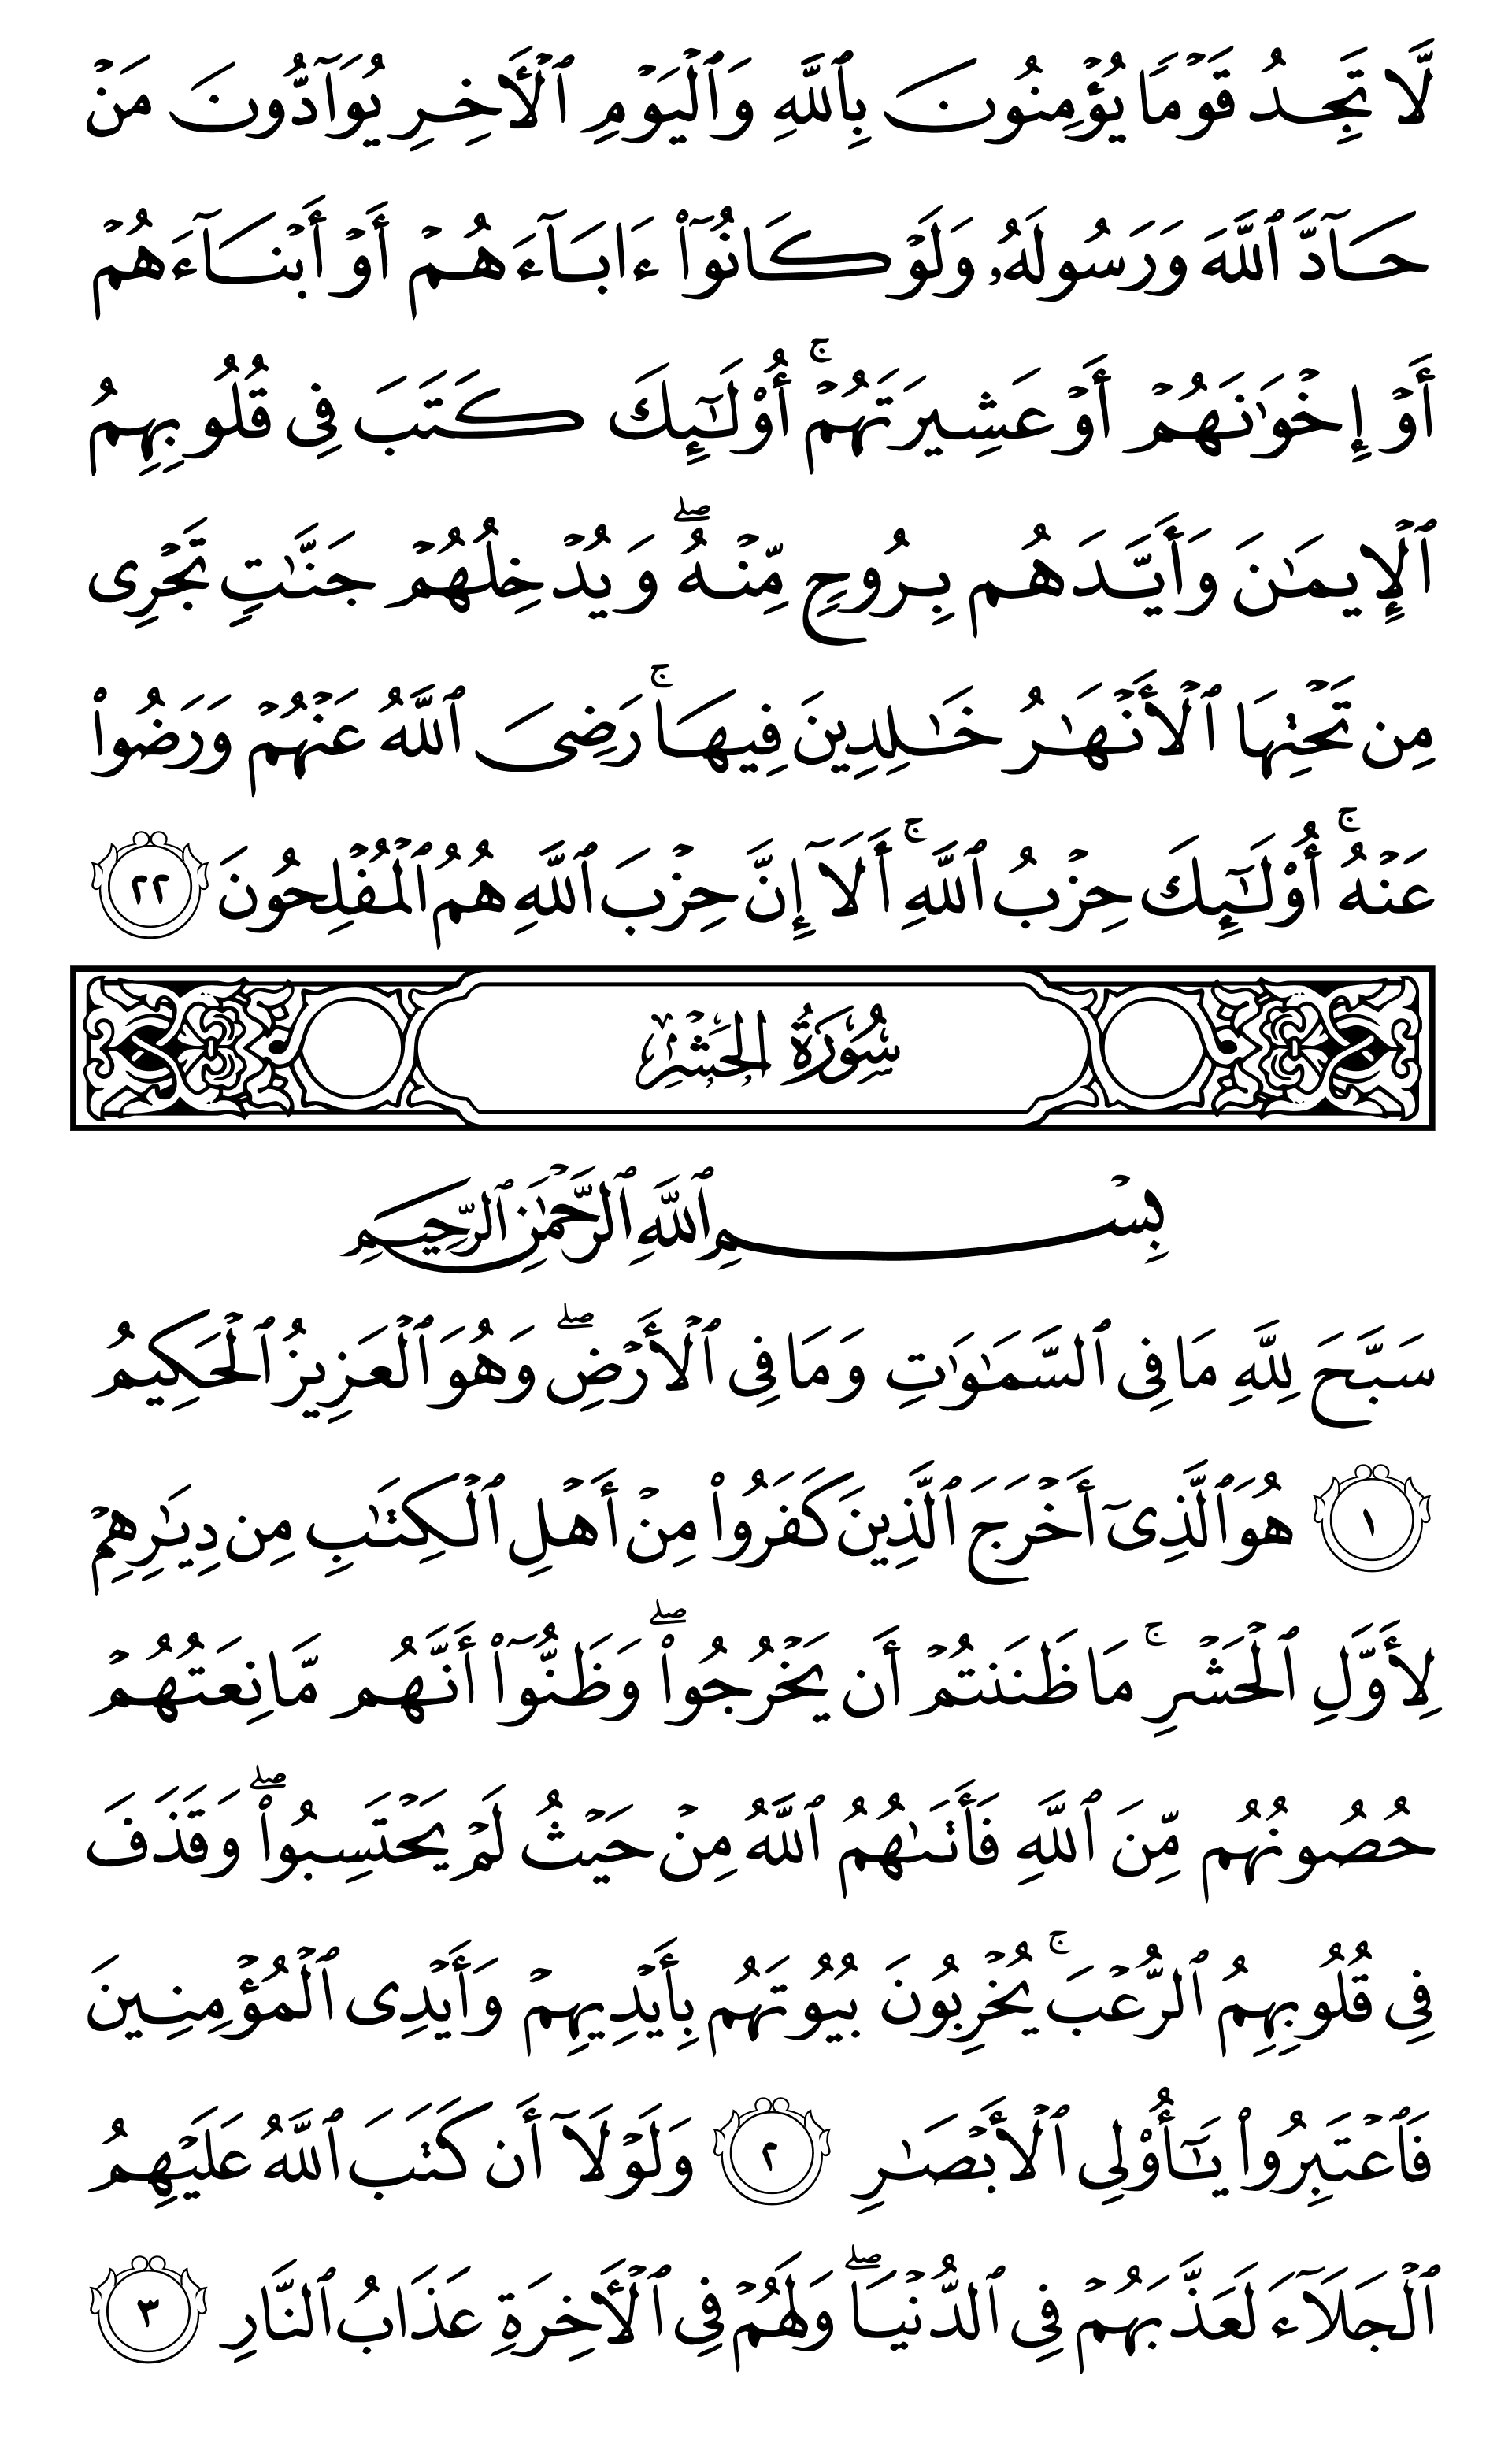 لَّا تَجِدُ قَوْمًا يُؤْمِنُونَ بِٱللَّهِ وَٱلْيَوْمِ ٱلْـَٔاخِرِ يُوَآدُّونَ مَنْ
حَآدَّ ٱللَّهَ وَرَسُولَهُۥ وَلَوْ كَانُوٓا۟ ءَابَآءَهُمْ أَوْ أَبْنَآءَهُمْ
أَوْ إِخْوَٰنَهُمْ أَوْ عَشِيرَتَهُمْ ۚ أُو۟لَـٰٓئِكَ كَتَبَ فِى قُلُوبِهِمُ
ٱلْإِيمَـٰنَ وَأَيَّدَهُم بِرُوحٍ مِّنْهُ ۖ وَيُدْخِلُهُمْ جَنَّـٰتٍ تَجْرِى
مِن تَحْتِهَا ٱلْأَنْهَـٰرُ خَـٰلِدِينَ فِيهَا ۚ رَضِىَ ٱللَّهُ عَنْهُمْ وَرَضُوا۟
عَنْهُ ۚ أُو۟لَـٰٓئِكَ حِزْبُ ٱللَّهِ ۚ أَلَآ إِنَّ حِزْبَ ٱللَّهِ هُمُ ٱلْمُفْلِحُونَ ٢٢
سُورَةُ الحَشْرِ
بِسْمِ ٱللَّهِ ٱلرَّحْمَـٰنِ ٱلرَّحِيمِ
سَبَّحَ لِلَّهِ مَا فِى ٱلسَّمَـٰوَٰتِ وَمَا فِى ٱلْأَرْضِ ۖ وَهُوَ ٱلْعَزِيزُ ٱلْحَكِيمُ
١ هُوَ ٱلَّذِىٓ أَخْرَجَ ٱلَّذِينَ كَفَرُوا۟ مِنْ أَهْلِ ٱلْكِتَـٰبِ مِن دِيَـٰرِهِمْ
لِأَوَّلِ ٱلْحَشْرِ ۚ مَا ظَنَنتُمْ أَن يَخْرُجُوا۟ ۖ وَظَنُّوٓا۟ أَنَّهُم مَّانِعَتُهُمْ
حُصُونُهُم مِّنَ ٱللَّهِ فَأَتَىٰهُمُ ٱللَّهُ مِنْ حَيْثُ لَمْ يَحْتَسِبُوا۟ ۖ وَقَذَفَ
فِى قُلُوبِهِمُ ٱلرُّعْبَ ۚ يُخْرِبُونَ بُيُوتَهُم بِأَيْدِيهِمْ وَأَيْدِى ٱلْمُؤْمِنِينَ
فَٱعْتَبِرُوا۟ يَـٰٓأُو۟لِى ٱلْأَبْصَـٰرِ ٢ وَلَوْلَآ أَن كَتَبَ ٱللَّهُ عَلَيْهِمُ
ٱلْجَلَآءَ لَعَذَّبَهُمْ فِى ٱلدُّنْيَا ۖ وَلَهُمْ فِى ٱلْـَٔاخِرَةِ عَذَابُ ٱلنَّارِ ٣